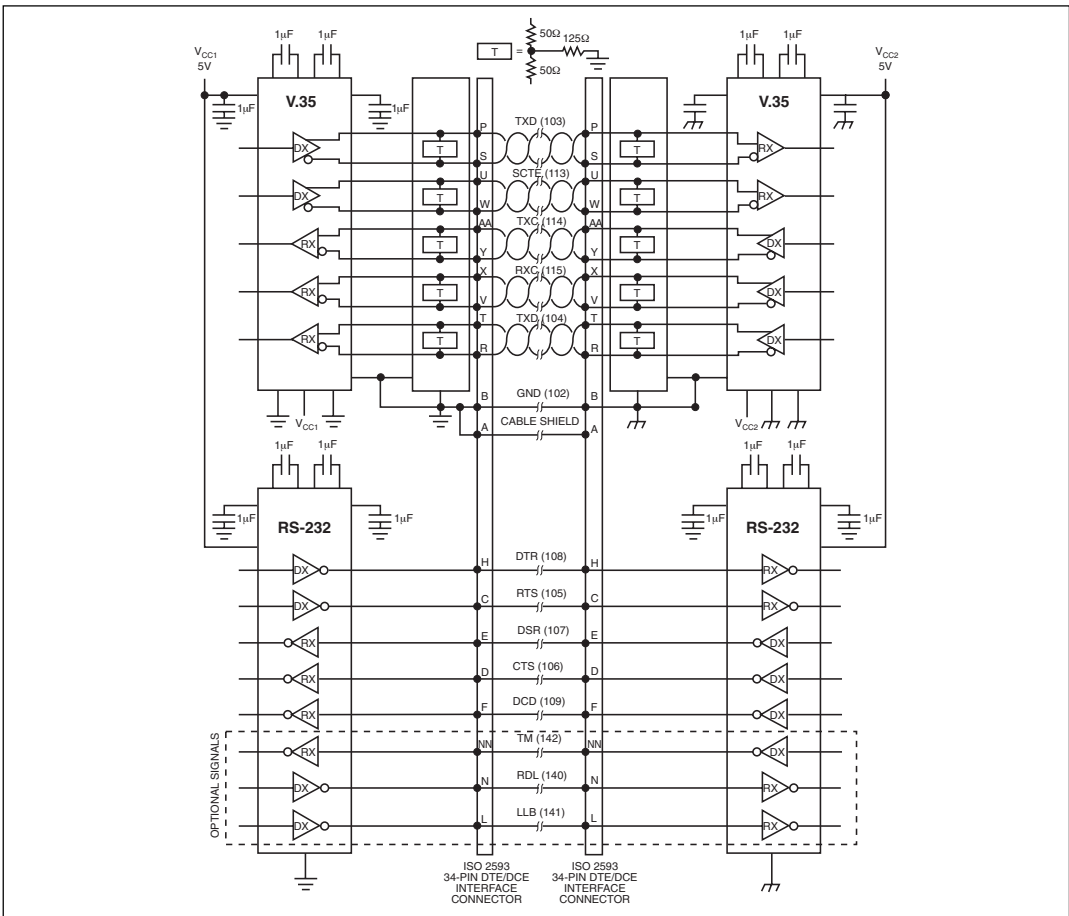 50Ω
125Ω
T =
50Ω
1µF 1µF
1µF 1µF
VCC1
5V
VCC2
5V
V.35
V.35
1µF
1µF
P TXD (103) P
DX T T RX
S S
U SCTE (113) U
DX T T RX
W W
AA TXC (114) AA
RX T T DX
Y Y
X RXC (115) X
RX T T DX
V V
T TXD (104) T
RX T T DX
R R
B GND (102) B
A CABLE SHIELD A
VCC1
VCC2
1µF 1µF
1µF 1µF
1µF 1µF
1µF 1µF
RS-232
RS-232
DX H DTR (108) H RX
DX C RTS (105) C RX
RX E DSR (107) E DX
RX D CTS (106) D DX
RX F DCD (109) F DX
OPTIONAL SIGNALS
RX NN TM (142) NN DX
DX N RDL (140) N RX
DX L LLB (141) L RX
ISO 2593
34-PIN DTE/DCE
INTERFACE
CONNECTOR
ISO 2593
34-PIN DTE/DCE
INTERFACE
CONNECTOR